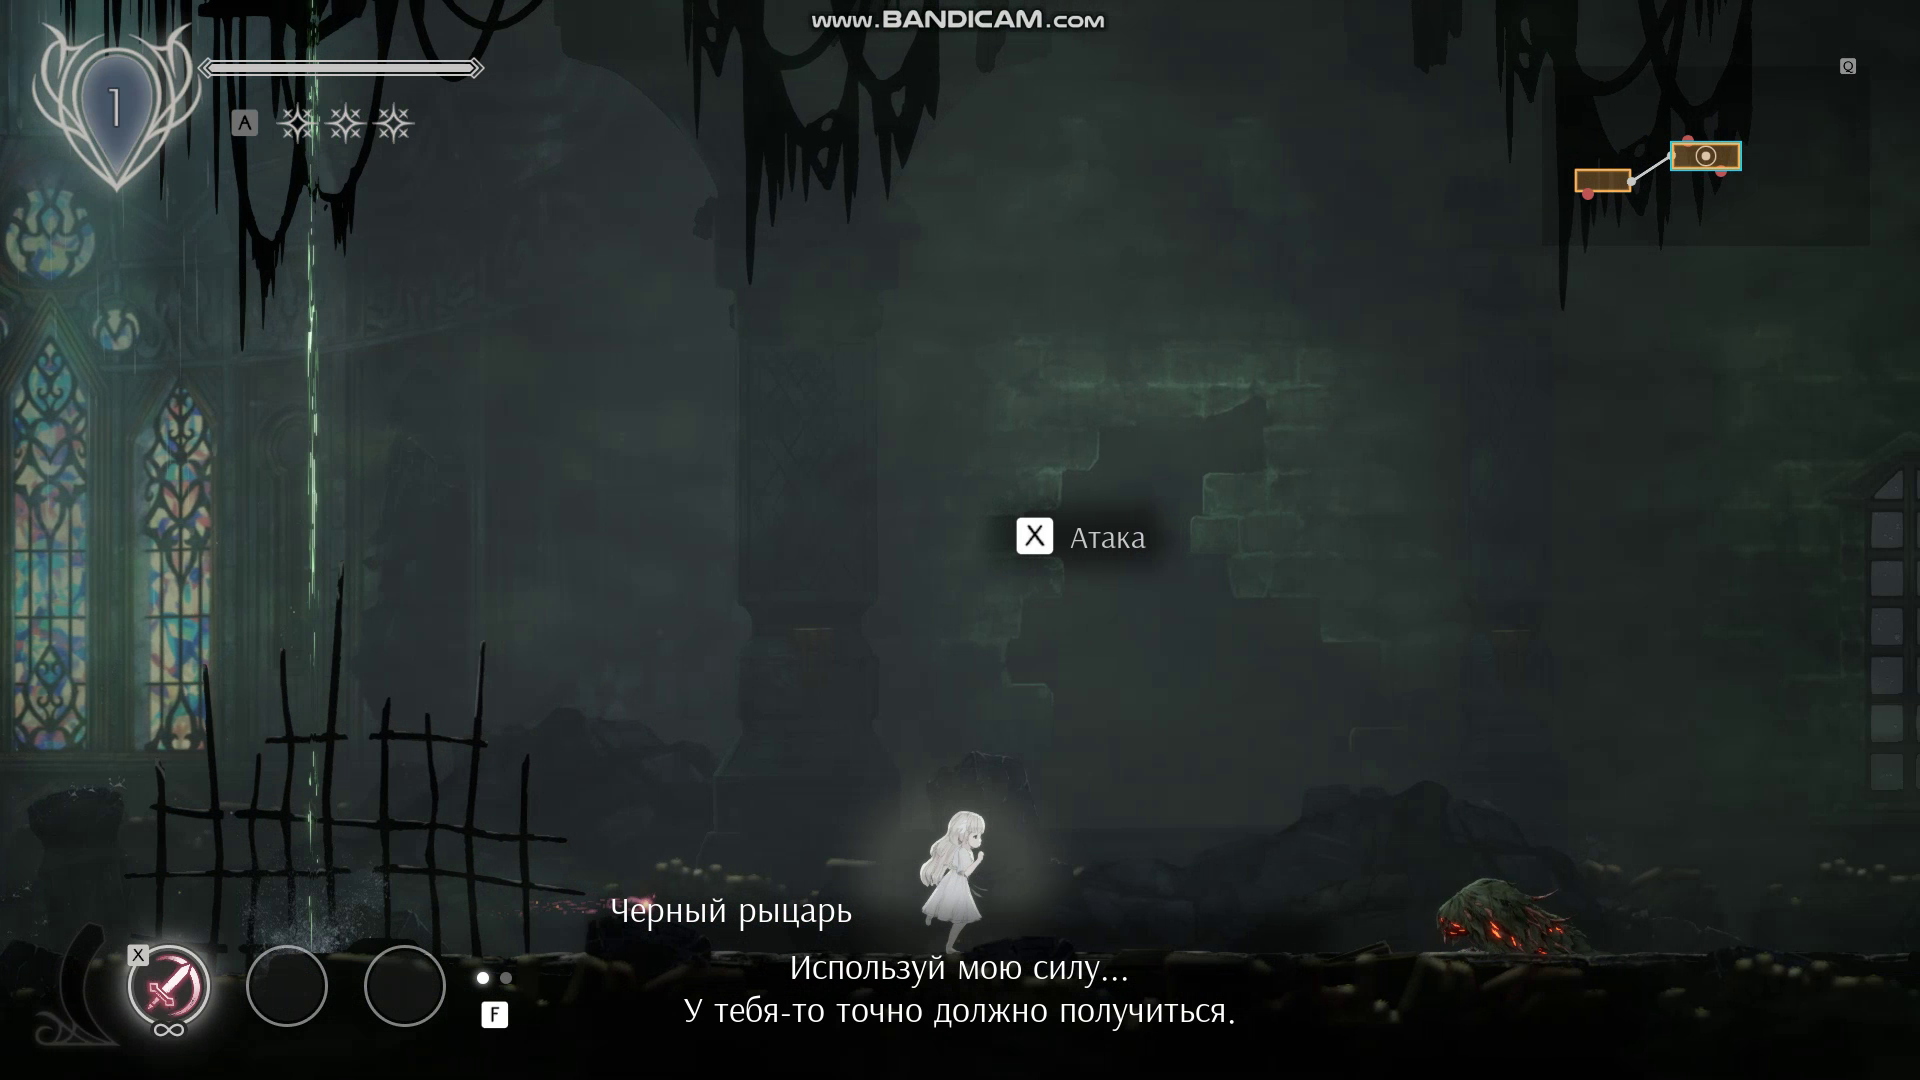 www.BANDICAM.com
1
A
Q
X Атака
Черный рыцарь
Используй мою силу...
У тебя-то точно должно получиться.
X
F